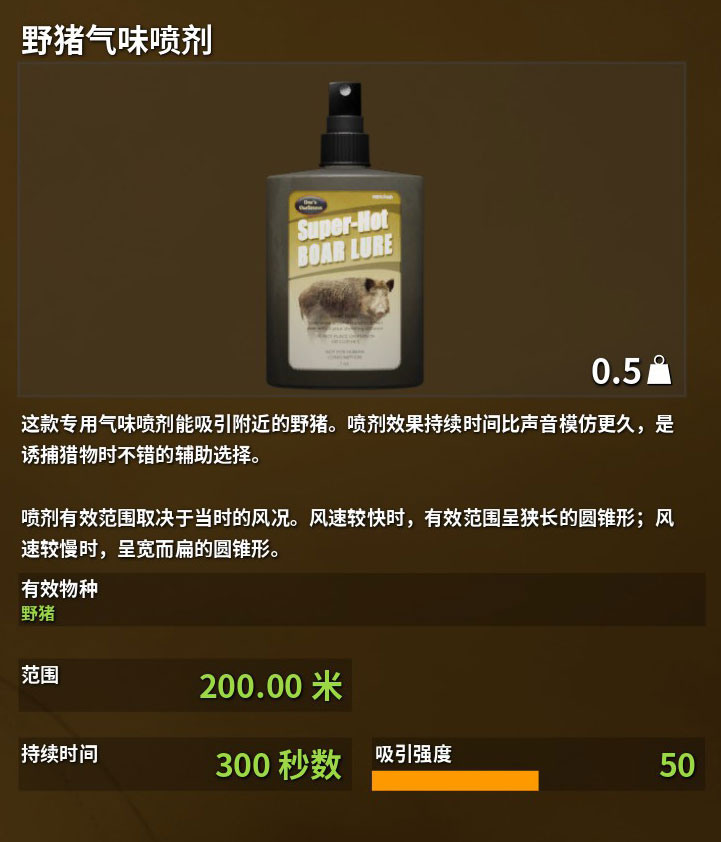 野猪气味喷剂
Super-Hot
BOAR LURE
NOT FOR HUMAN
CONSUMPTION
0.5
这款专用气味喷剂能吸引附近的野猪。喷剂效果持续时间比声音模仿更久，是
诱捕猎物时不错的辅助选择。
喷剂有效范围取决于当时的风况。风速较快时，有效范围呈狭长的圆锥形；风
速较慢时，呈宽而扁的圆锥形。
有效物种
野猪
范围
200.00 米
持续时间
300 秒数
吸引强度
50